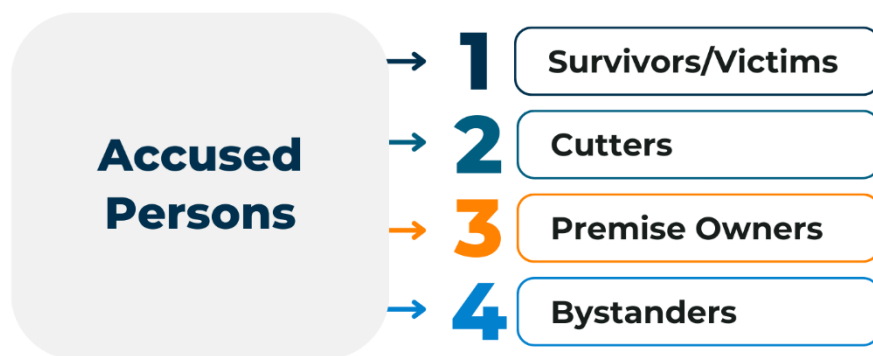 Accused
Persons
1 Survivors/Victims
2 Cutters
3 Premise Owners
4 Bystanders